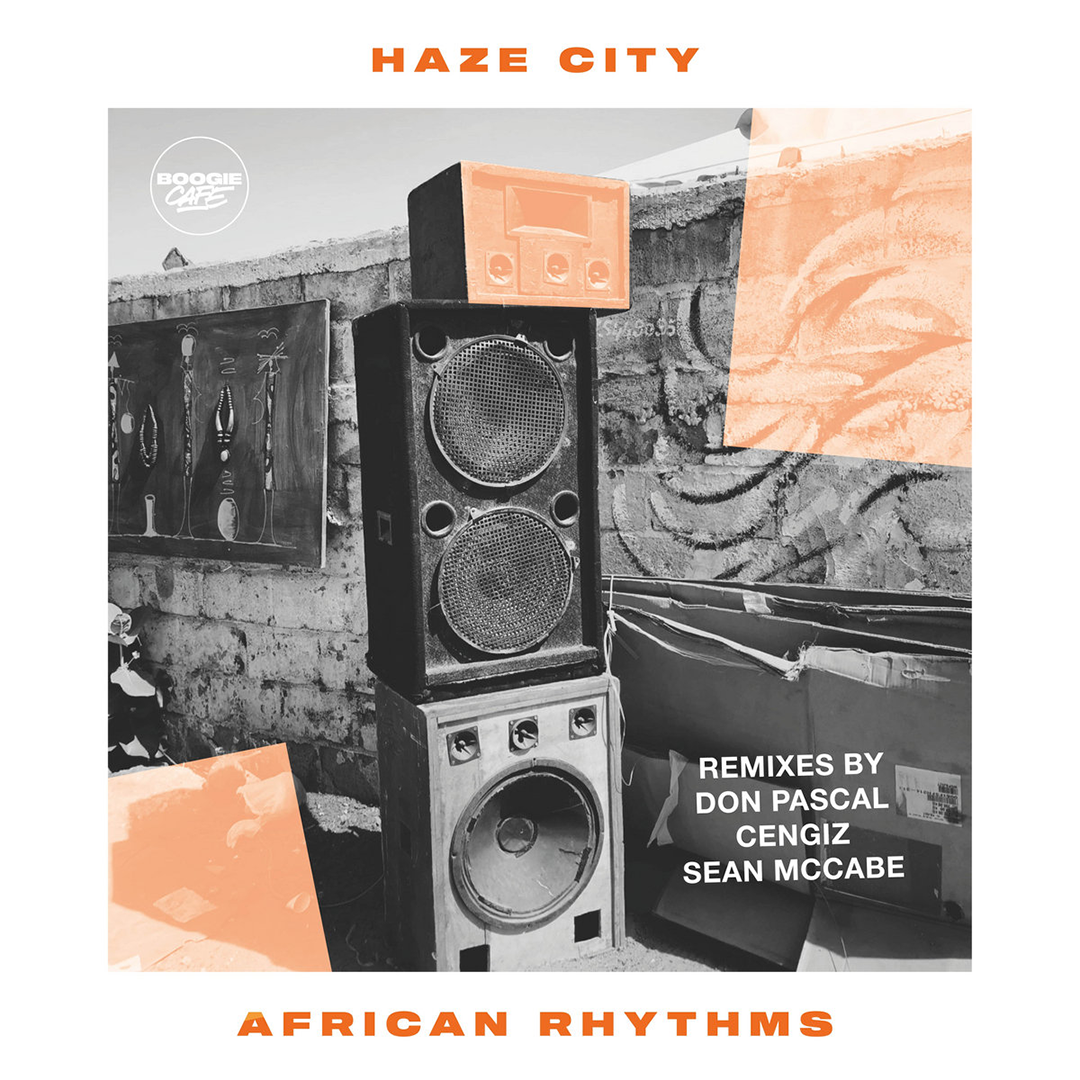 HAZE CITY
BOOGIE
CAFE
REMIXES BY
DON PASCAL
CENGIZ
SEAN MCCABE
AFRICAN RHYTHMS